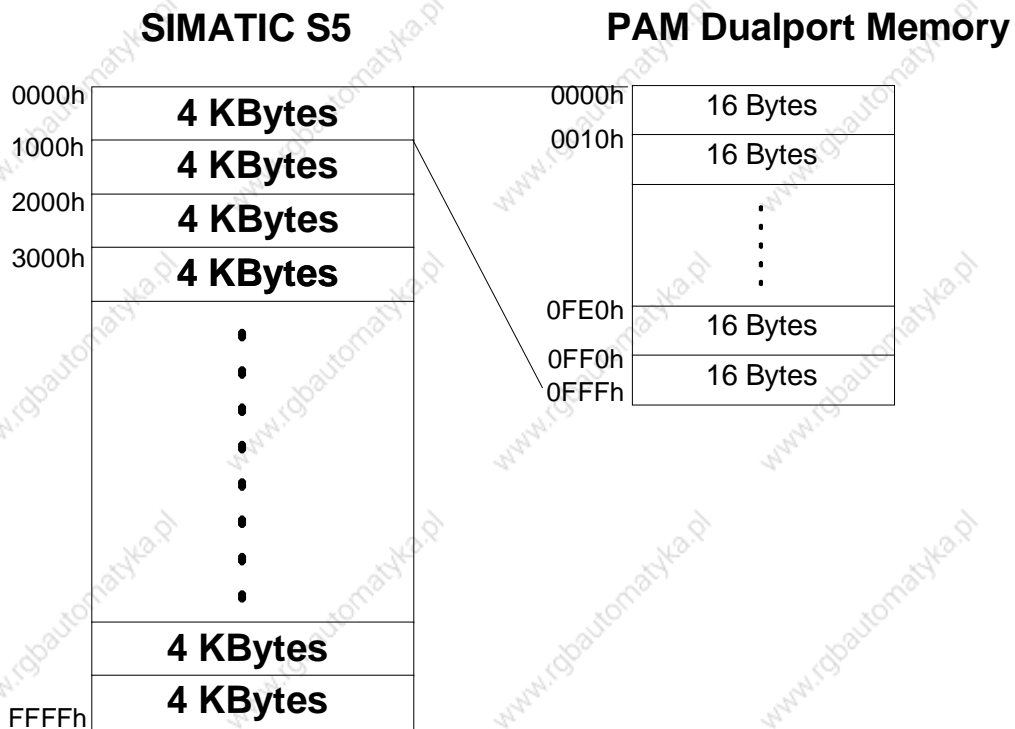 SIMATIC S5
PAM Dualport Memory
0000h
4 KBytes
1000h
4 KBytes
2000h
4 KBytes
3000h
4 KBytes
4 KBytes
4 KBytes
FFFFh
0000h
16 Bytes
0010h
16 Bytes
0FE0h
16 Bytes
0FF0h
16 Bytes
0FFFh
www.rgbautomatyka.pl